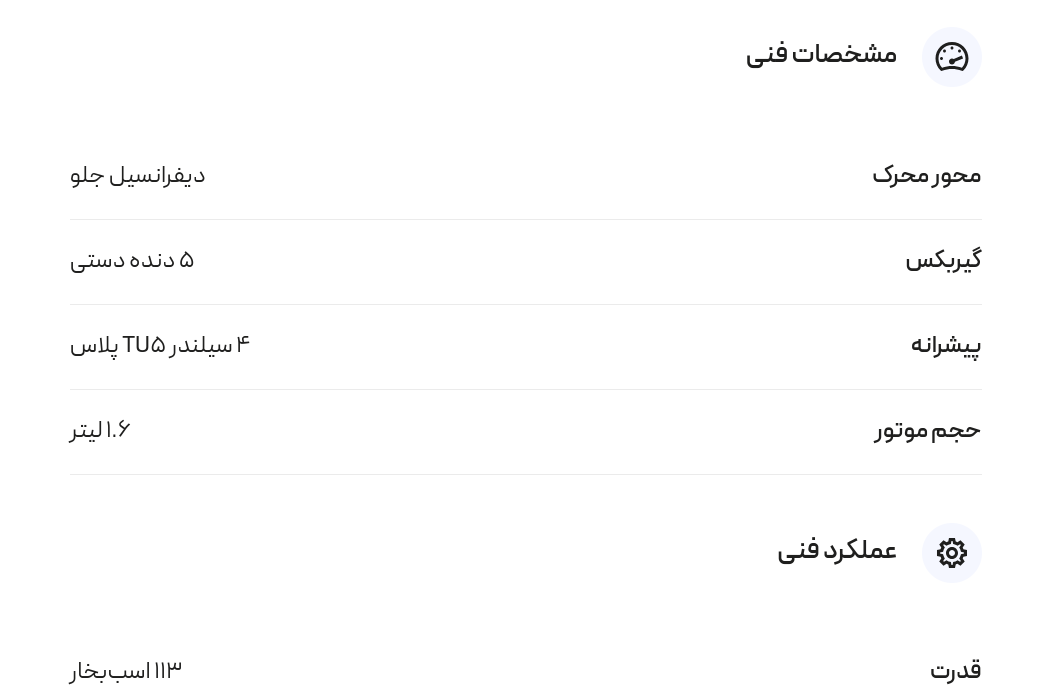 مشخصات فنی
محور محرک دیفرانسیل جلو
گیربکس ۵ دنده دستی
پیشرانه ۴ سیلندر TU۵ پلاس
حجم موتور ۱.۶ لیتر
عملکرد فنی
قدرت ۱۱۳ اسب‌بخار